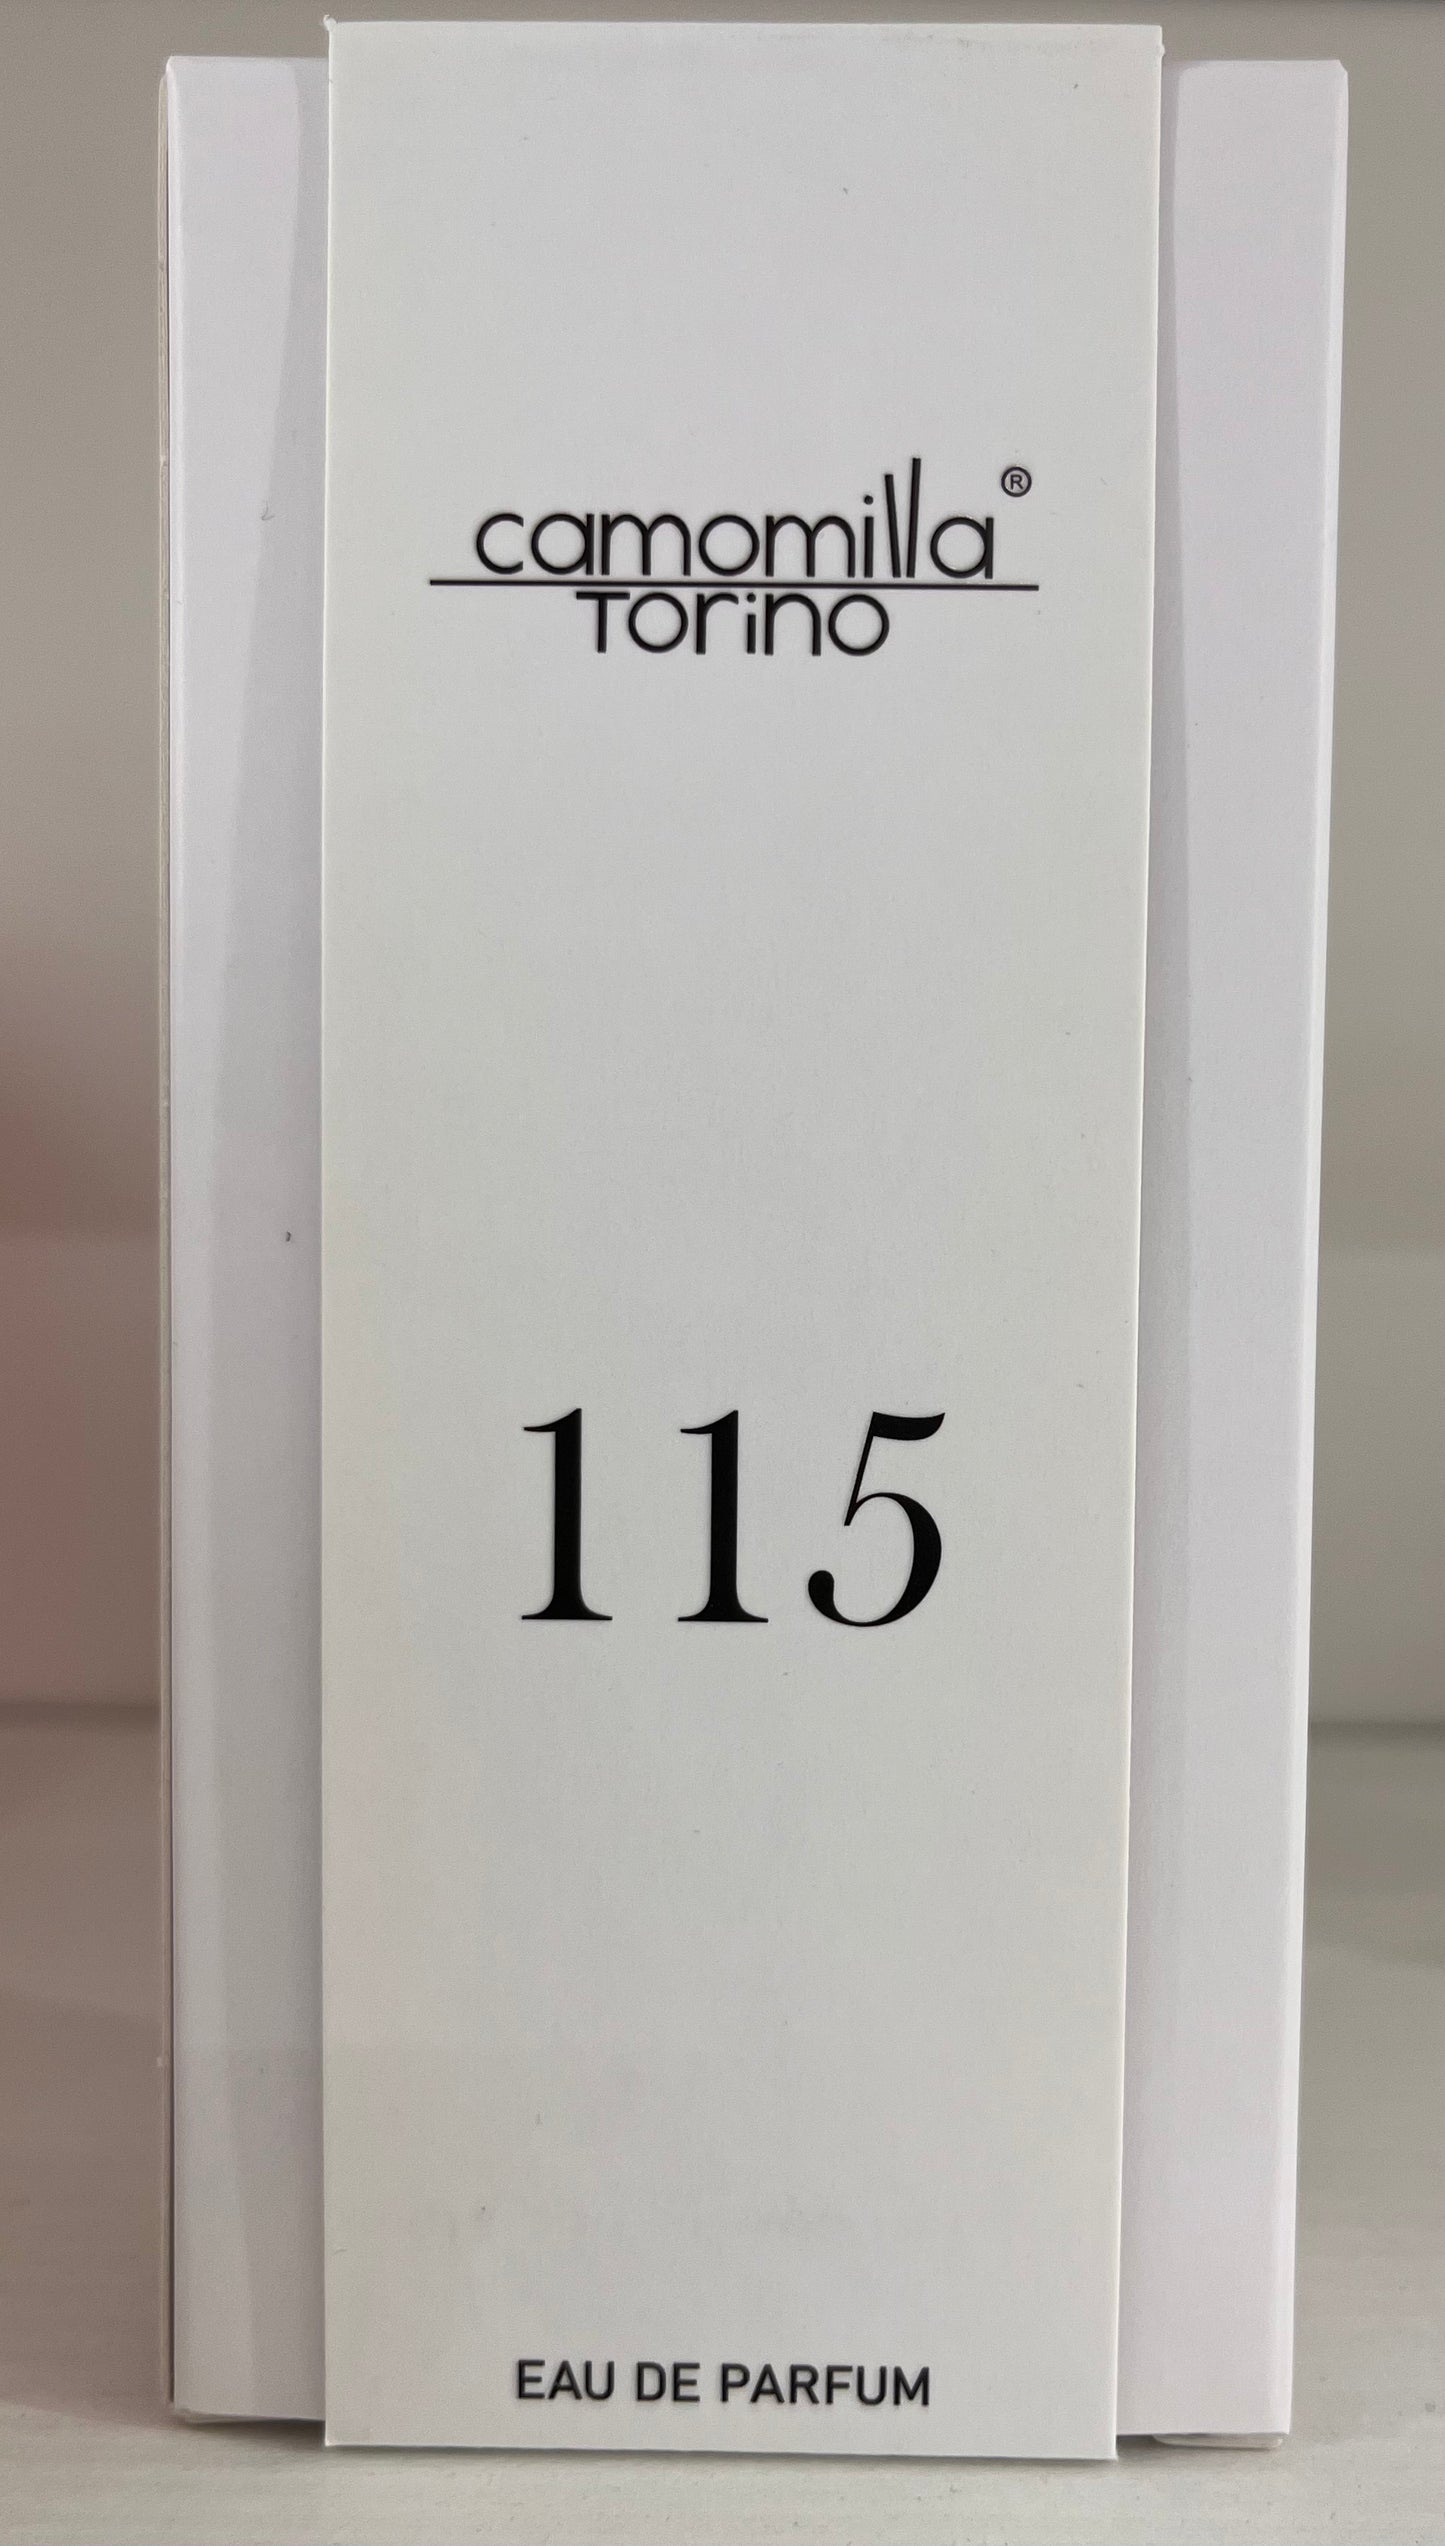 camomilla ®
Torino
115
EAU DE PARFUM